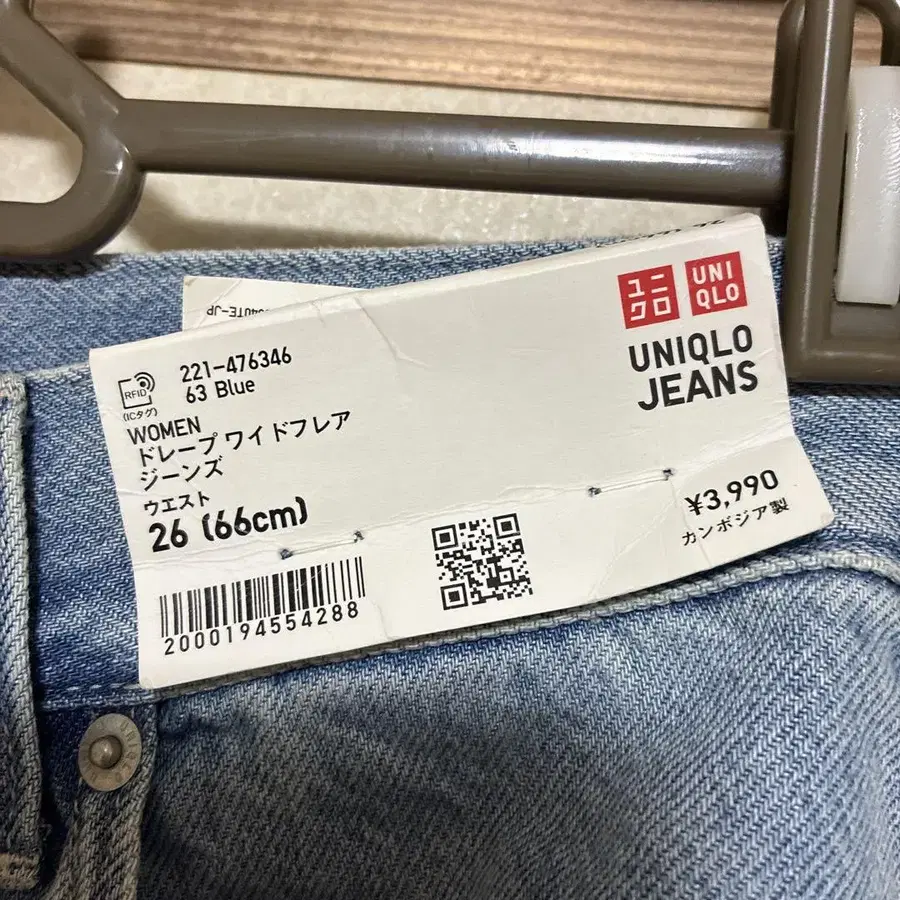 ユニ
クロ
UNI
QLO
UNIQLO
JEANS
RFID
(ICタグ)
221-476346
63 Blue
WOMEN
ドレープワイドフレア
ジーンズ
ウエスト
26 (66cm)
¥3,990
カンボジア製
2000194554288